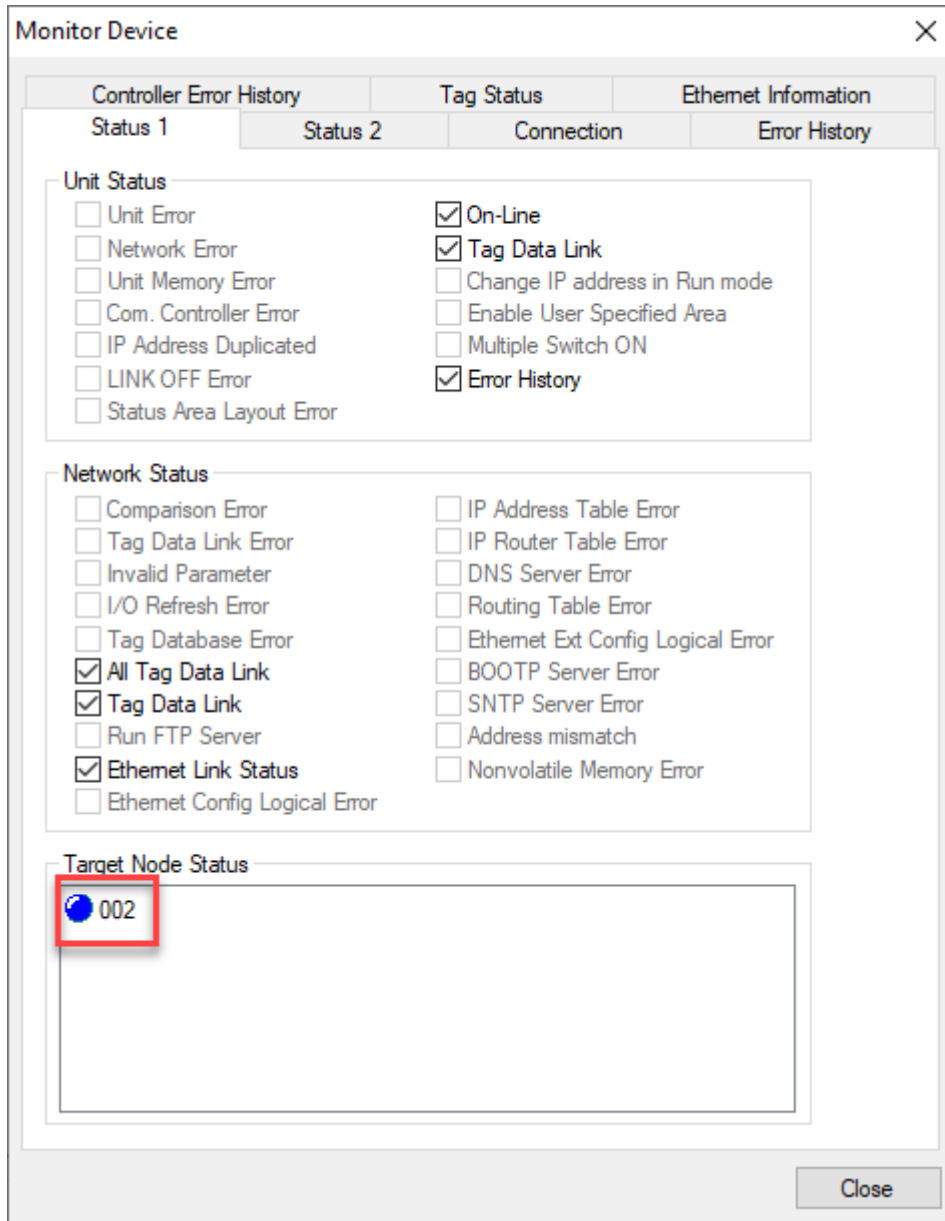 Monitor Device
Controller Error History
Tag Status
Ethernet Information
Status 1
Status 2
Connection
Error History
Unit Status
Unit Error
On-Line
Network Error
Tag Data Link
Unit Memory Error
Change IP address in Run mode
Com. Controller Error
Enable User Specified Area
IP Address Duplicated
Multiple Switch ON
LINK OFF Error
Error History
Status Area Layout Error
Network Status
Comparison Error
IP Address Table Error
Tag Data Link Error
IP Router Table Error
Invalid Parameter
DNS Server Error
I/O Refresh Error
Routing Table Error
Tag Database Error
Ethernet Ext Config Logical Error
All Tag Data Link
BOOTP Server Error
Tag Data Link
SNTP Server Error
Run FTP Server
Address mismatch
Ethernet Link Status
Nonvolatile Memory Error
Ethernet Config Logical Error
Target Node Status
002
Close